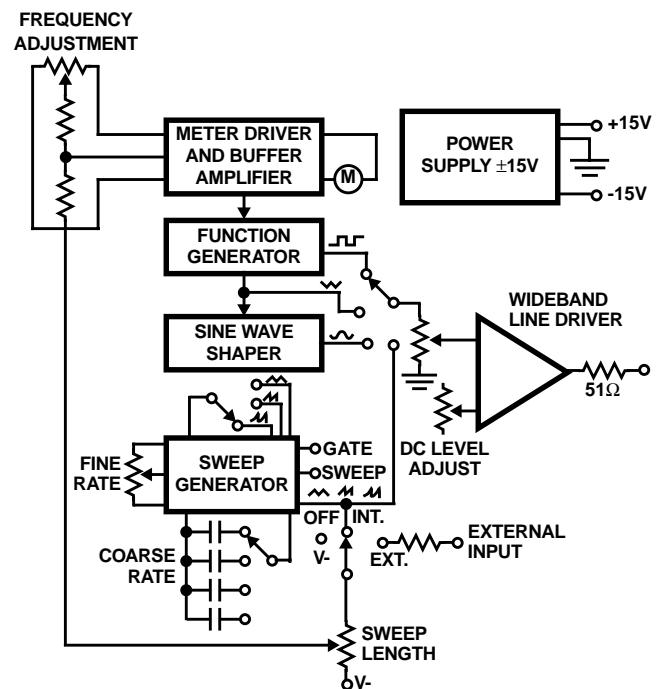 FREQUENCY
ADJUSTMENT
METER DRIVER
AND BUFFER
AMPLIFIER
M
POWER
SUPPLY ±15V
+15V
-15V
FUNCTION
GENERATOR
SINE WAVE
SHAPER
WIDEBAND
LINE DRIVER
51Ω
DC LEVEL
ADJUST
FINE
RATE
SWEEP
GENERATOR
GATE
SWEEP
OFF
INT.
V-
EXT.
EXTERNAL
INPUT
COARSE
RATE
SWEEP
LENGTH
V-